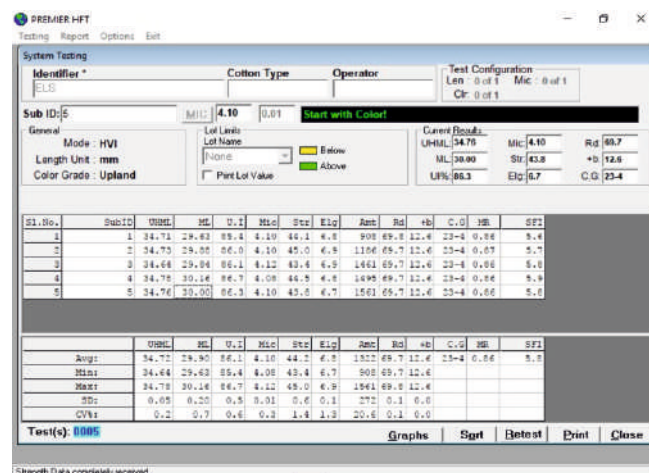 PREMIER HFT
Testing Report Options Exit
System Testing
Identifier *
Cotton Type
Operator
Test Configuration
Len : 0 of 1 Mic : 0 of 1
Clr: 0 of 1
ELS
Sub ID: 5
MIC 4.10 0.01 Start with Color!
General
Mode : HVI
Length Unit : mm
Color Grade : Upland
Lot Limits
Lot Name
None
Print Lot Value
Below
Above
Current Results
UHML: 34.76 Mic: 4.10 Rd: 69.7
ML: 30.00 Str: 43.8 +b: 12.6
UI%: 86.3 Elg: 6.7 C.G: 23-4
Sl.No. SubID UHML ML U.I Mic Str Elg Amt Rd +b C.G MR SFI
1 1 34.71 29.63 85.4 4.10 44.1 6.8 908 69.8 12.6 23-4 0.86 5.6
2 2 34.73 29.88 86.0 4.10 45.0 6.9 1186 69.7 12.6 23-4 0.87 5.7
3 3 34.64 29.84 86.1 4.12 43.4 6.9 1461 69.7 12.6 23-4 0.86 5.8
4 4 34.78 30.16 86.7 4.08 44.5 6.8 1495 69.7 12.6 23-4 0.86 5.9
5 5 34.76 30.00 86.3 4.10 43.8 6.7 1561 69.7 12.6 23-4 0.86 5.8
UHML ML U.I Mic Str Elg Amt Rd +b C.G MR SFI
Avg: 34.72 29.90 86.1 4.10 44.2 6.8 1322 69.7 12.6 23-4 0.86 5.8
Min: 34.64 29.63 85.4 4.08 43.4 6.7 908 69.7 12.6
Max: 34.78 30.16 86.7 4.12 45.0 6.9 1561 69.8 12.6
SD: 0.05 0.20 0.5 0.01 0.6 0.1 272 0.1 0.0
CV%: 0.2 0.7 0.6 0.3 1.4 1.3 20.6 0.1 0.0
Test(s): 0005
Graphs Sort Retest Print Close
Strength Data completely received